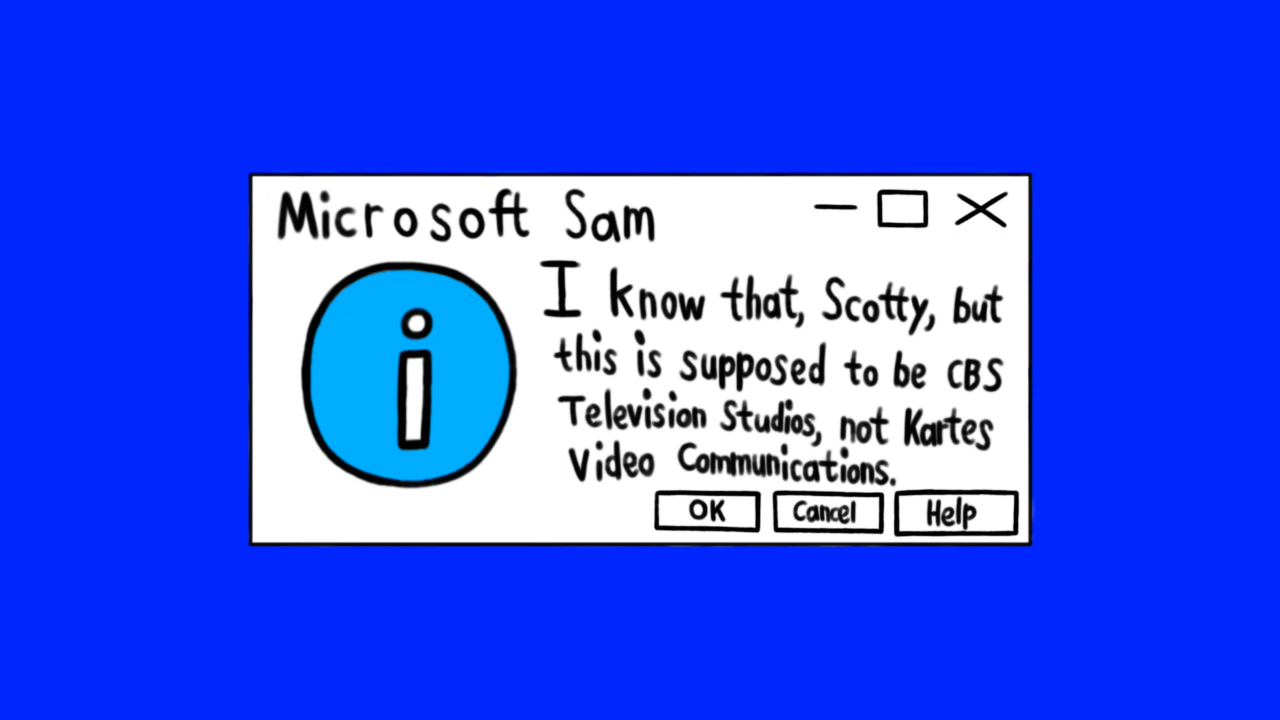 Microsoft Sam
i
I know that, Scotty, but
this is supposed to be CBS
Television Studios, not Kartes
Video Communications.
OK Cancel Help